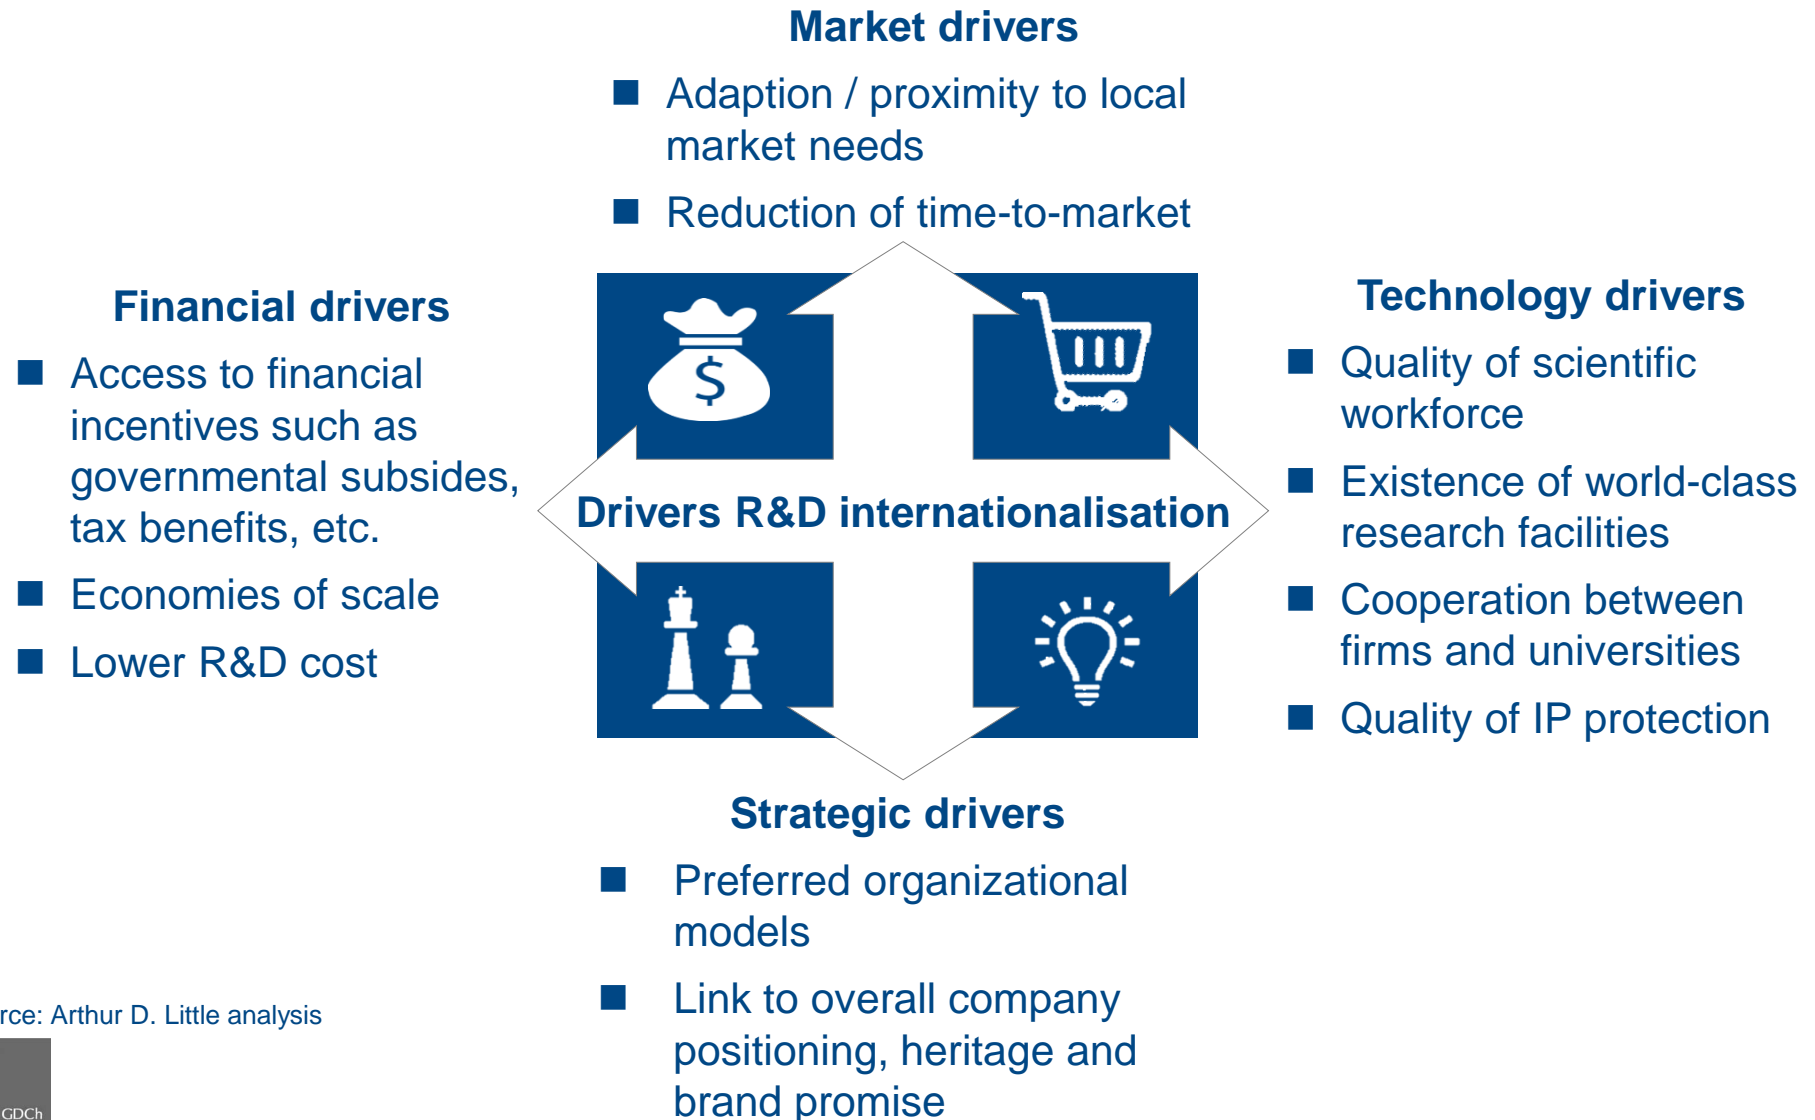 Market drivers
Adaption / proximity to local
market needs
Reduction of time-to-market
Financial drivers
Access to financial
incentives such as
governmental subsides,
tax benefits, etc.
Economies of scale
Lower R&D cost
$
Drivers R&D internationalisation
Technology drivers
Quality of scientific
workforce
Existence of world-class
research facilities
Cooperation between
firms and universities
Quality of IP protection
Strategic drivers
Preferred organizational
models
Link to overall company
positioning, heritage and
brand promise
rce: Arthur D. Little analysis
GDCh